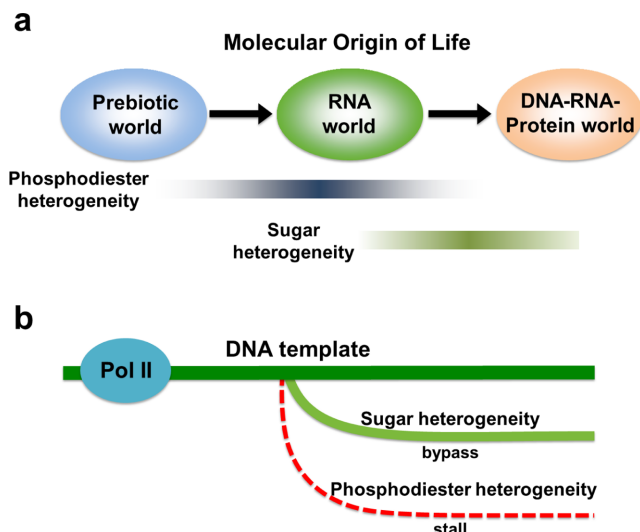 a
Molecular Origin of Life
Prebiotic
world
RNA
world
DNA-RNA-
Protein world
Phosphodiester
heterogeneity
Sugar
heterogeneity
b
DNA template
Pol II
Sugar heterogeneity
bypass
Phosphodiester heterogeneity
stall